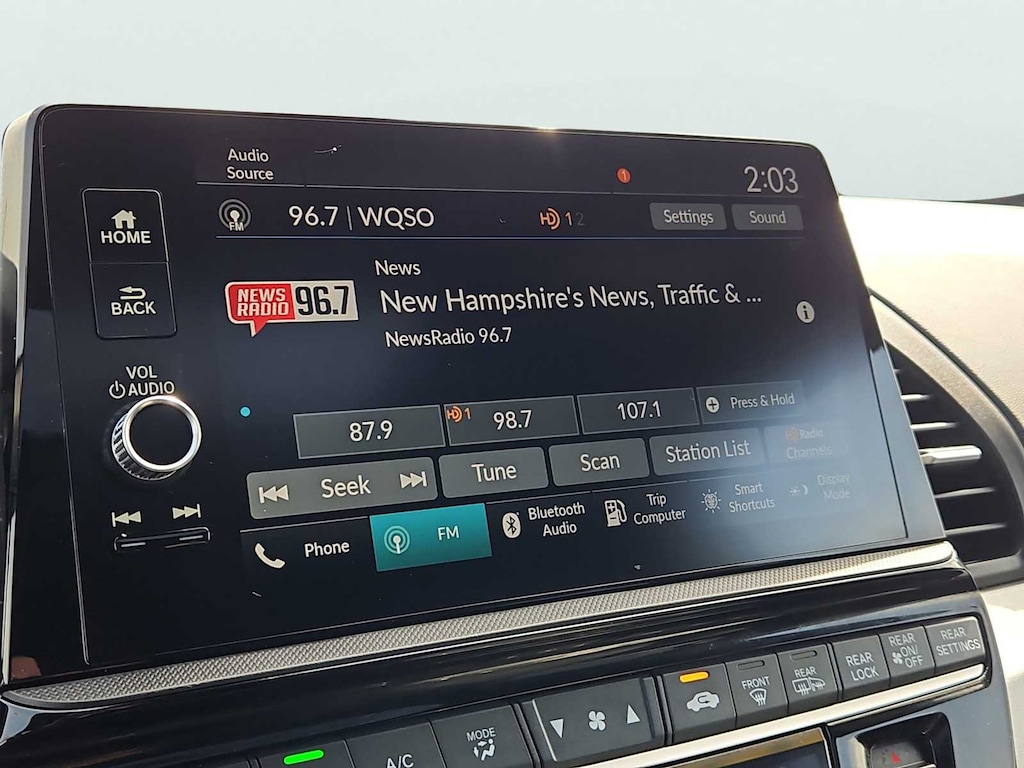 Audio
Source
1
2:03
FM
96.7 | WQSO
HD 1 2
Settings
Sound
HOME
BACK
VOL
AUDIO
NEWS
RADIO 96.7
News
New Hampshire's News, Traffic & ...
NewsRadio 96.7
i
87.9
HD 1 98.7
107.1
+ Press & Hold
Seek
Tune
Scan
Station List
HD Radio
Channels
Phone
FM
Bluetooth
Audio
Trip
Computer
Smart
Shortcuts
Display
Mode
A/C
MODE
FRONT
REAR
REAR
LOCK
REAR
ON/
OFF
REAR
SETTINGS